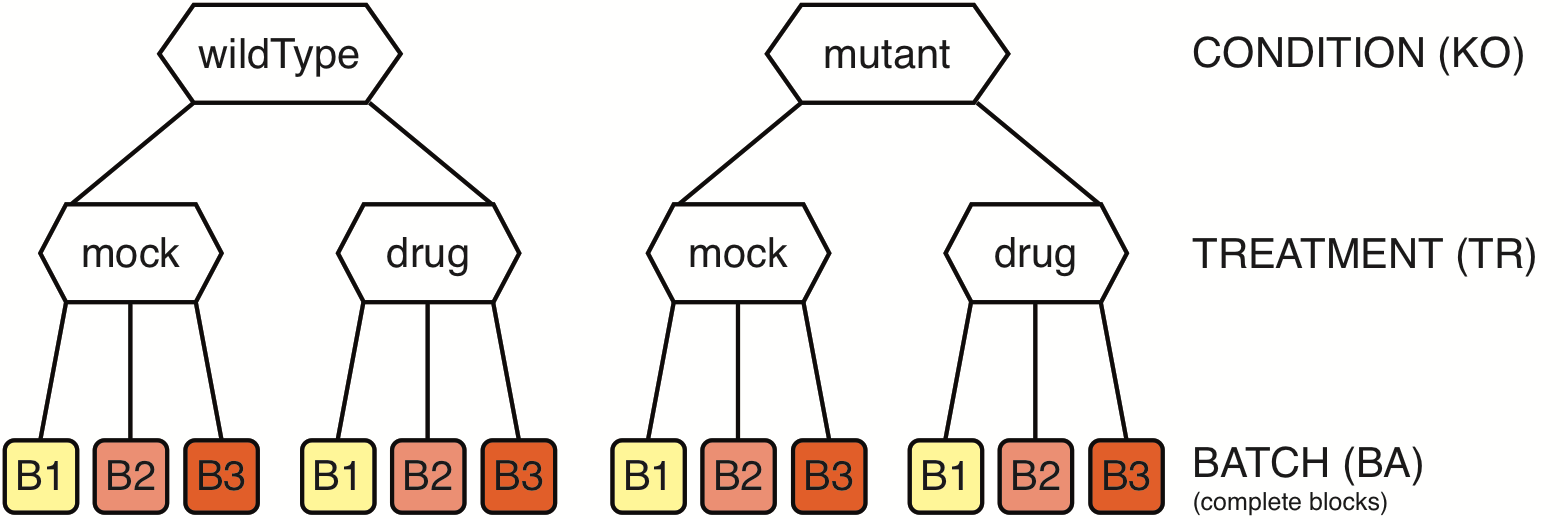 wildType
mutant
CONDITION (KO)
mock
drug
mock
drug
TREATMENT (TR)
B1
B2
B3
B1
B2
B3
B1
B2
B3
B1
B2
B3
BATCH (BA)
(complete blocks)